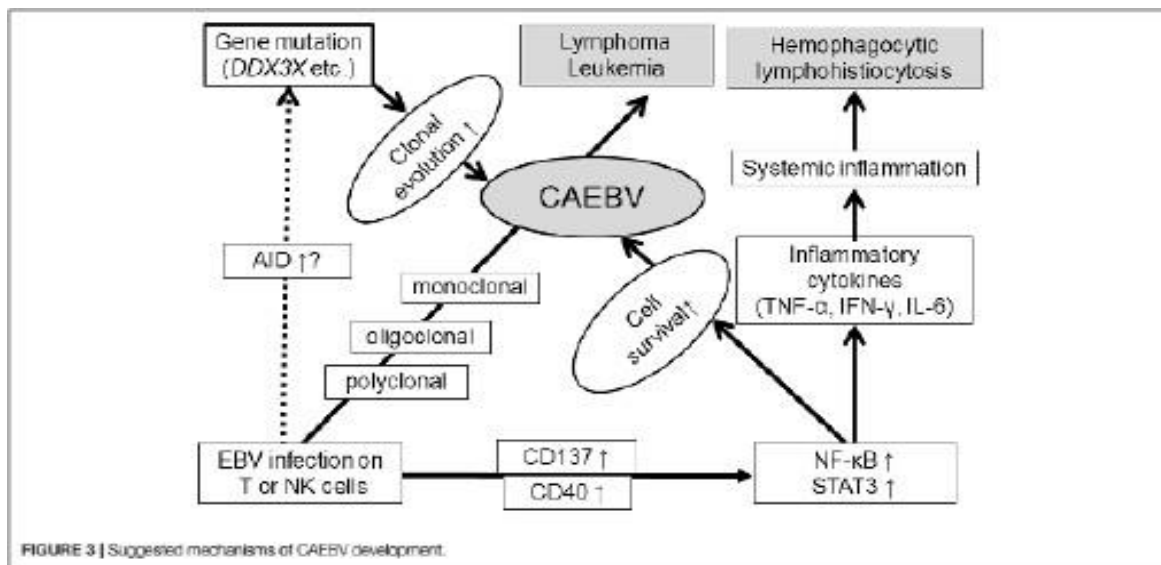 Gene mutation
(DDX3X etc.)
Lymphoma
Leukemia
Hemophagocytic
lymphohistiocytosis
Clonal
evolution ↑
Systemic inflammation
CAEBV
AID ↑?
Inflammatory
cytokines
(TNF-α, IFN-γ, IL-6)
monoclonal
Cell
survival↑
oligoclonal
polyclonal
EBV infection on
T or NK cells
CD137 ↑
CD40 ↑
NF-κB ↑
STAT3 ↑
FIGURE 3 | Suggested mechanisms of CAEBV development.